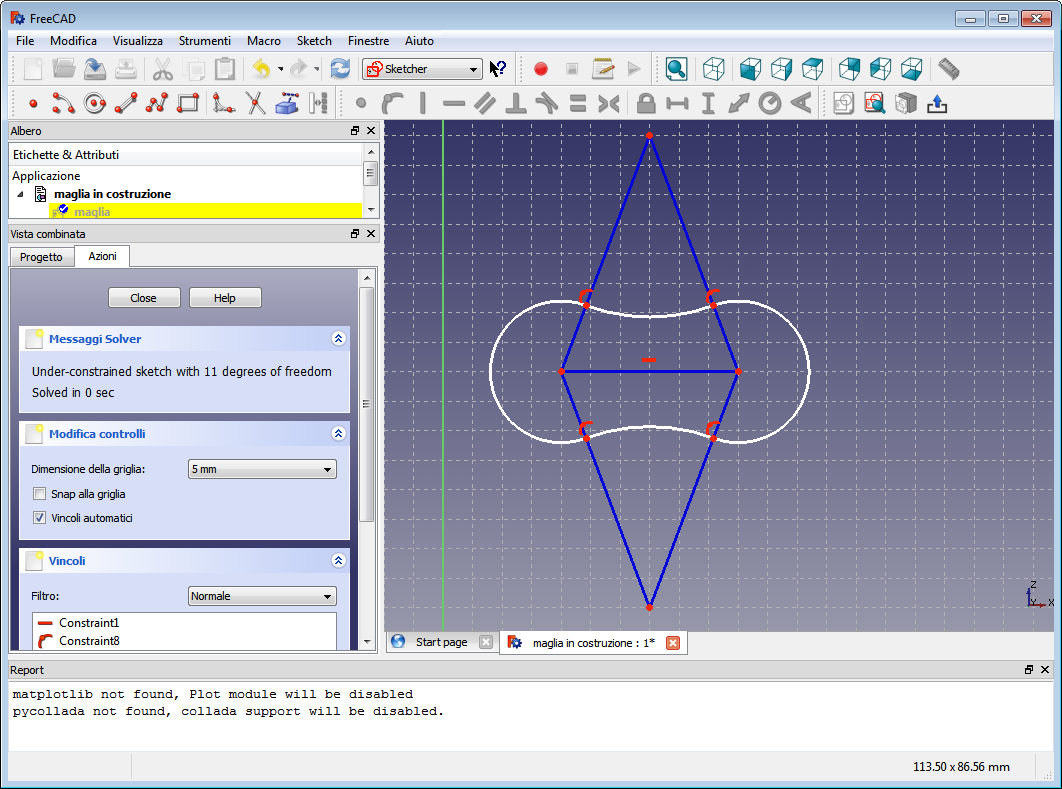 FreeCAD
File Modifica Visualizza Strumenti Macro Sketch Finestre Aiuto
Sketcher
Albero
Etichette & Attributi
Applicazione
maglia in costruzione
maglia
Vista combinata
Progetto Azioni
Close Help
Messaggi Solver
Under-constrained sketch with 11 degrees of freedom
Solved in 0 sec
Modifica controlli
Dimensione della griglia: 5 mm
Snap alla griglia
Vincoli automatici
Vincoli
Filtro: Normale
Constraint1
Constraint8
Z
Y X
Start page maglia in costruzione : 1*
Report
matplotlib not found, Plot module will be disabled
pycollada not found, collada support will be disabled.
113.50 x 86.56 mm